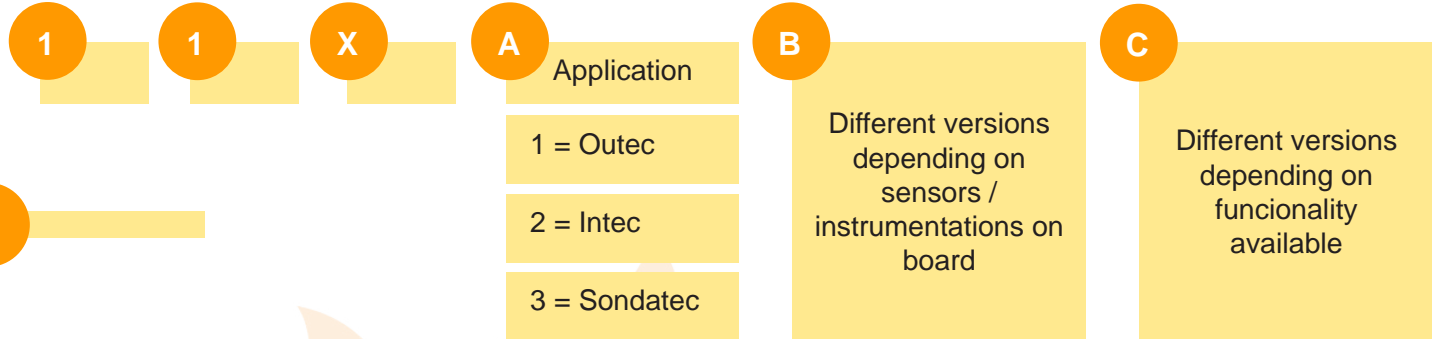 1
1
X
A
Application
1 = Outec
2 = Intec
3 = Sondatec
B
Different versions
depending on
sensors /
instrumentations on
board
C
Different versions
depending on
funcionality
available